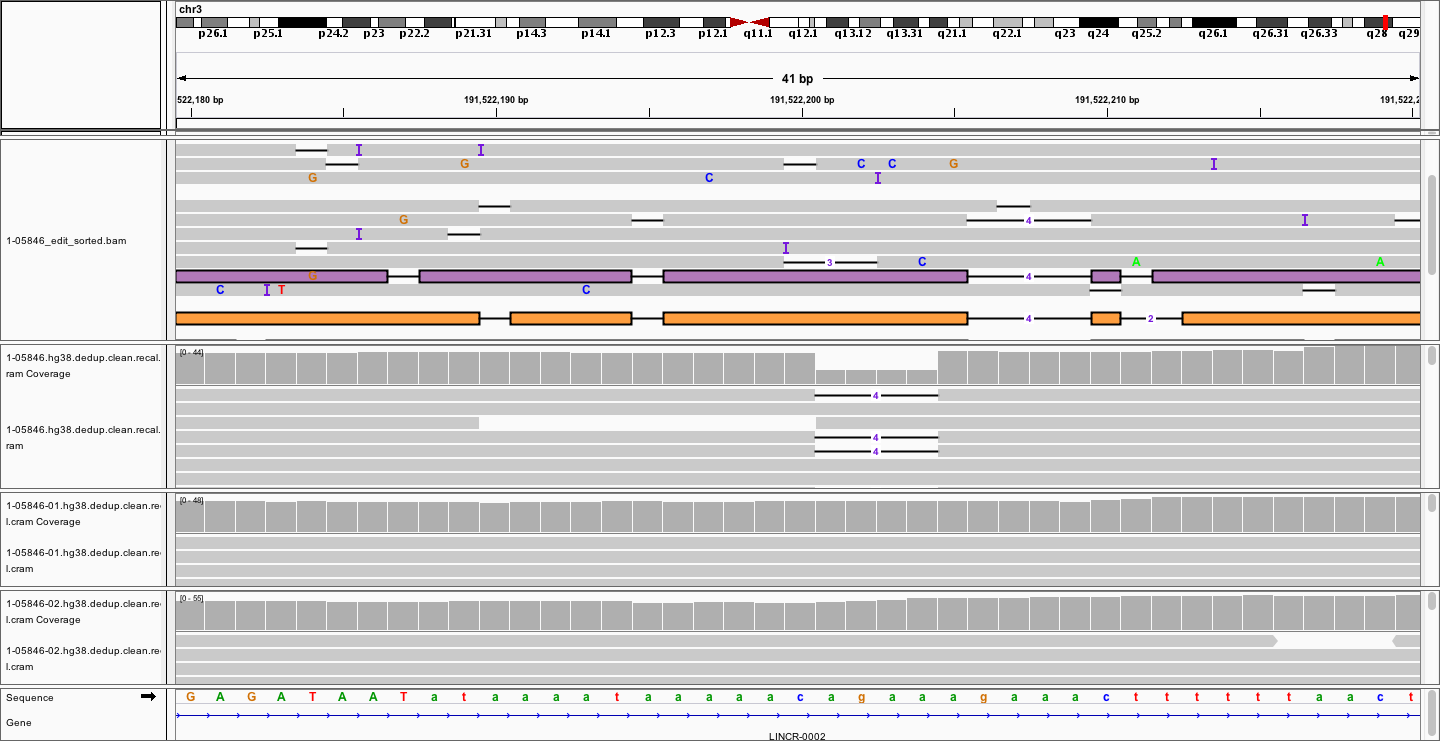 chr3
p26.1 p25.1 p24.2 p23 p22.2 p21.31 p14.3 p14.1 p12.3 p12.1 q11.1 q12.1 q13.12 q13.31 q21.1 q22.1 q23 q24 q25.2 q26.1 q26.31 q26.33 q28 q29
41 bp
522,180 bp 191,522,190 bp 191,522,200 bp 191,522,210 bp 191,522,2
I I
G C C G I
G C I
G 4 I
I
I
3 C A A
1-05846_edit_sorted.bam
G 4
C I T C
4 2
[0 - 44]
1-05846.hg38.dedup.clean.recal.
ram Coverage
4
1-05846.hg38.dedup.clean.recal.
ram
4
4
[0 - 48]
1-05846-01.hg38.dedup.clean.re
l.cram Coverage
1-05846-01.hg38.dedup.clean.re
l.cram
[0 - 55]
1-05846-02.hg38.dedup.clean.re
l.cram Coverage
1-05846-02.hg38.dedup.clean.re
l.cram
Sequence G A G A T A A T a t a a a a t a a a a a c a g a a a g a a a c t t t t t t a a c t
Gene
LINCR-0002